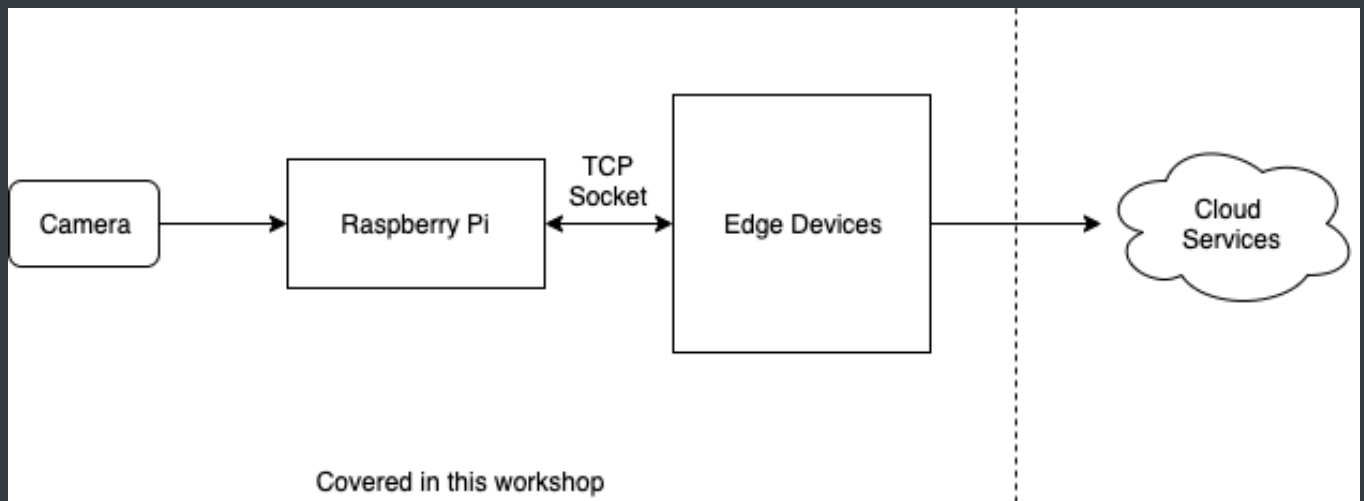 Camera
Raspberry Pi
TCP
Socket
Edge Devices
Cloud
Services
Covered in this workshop